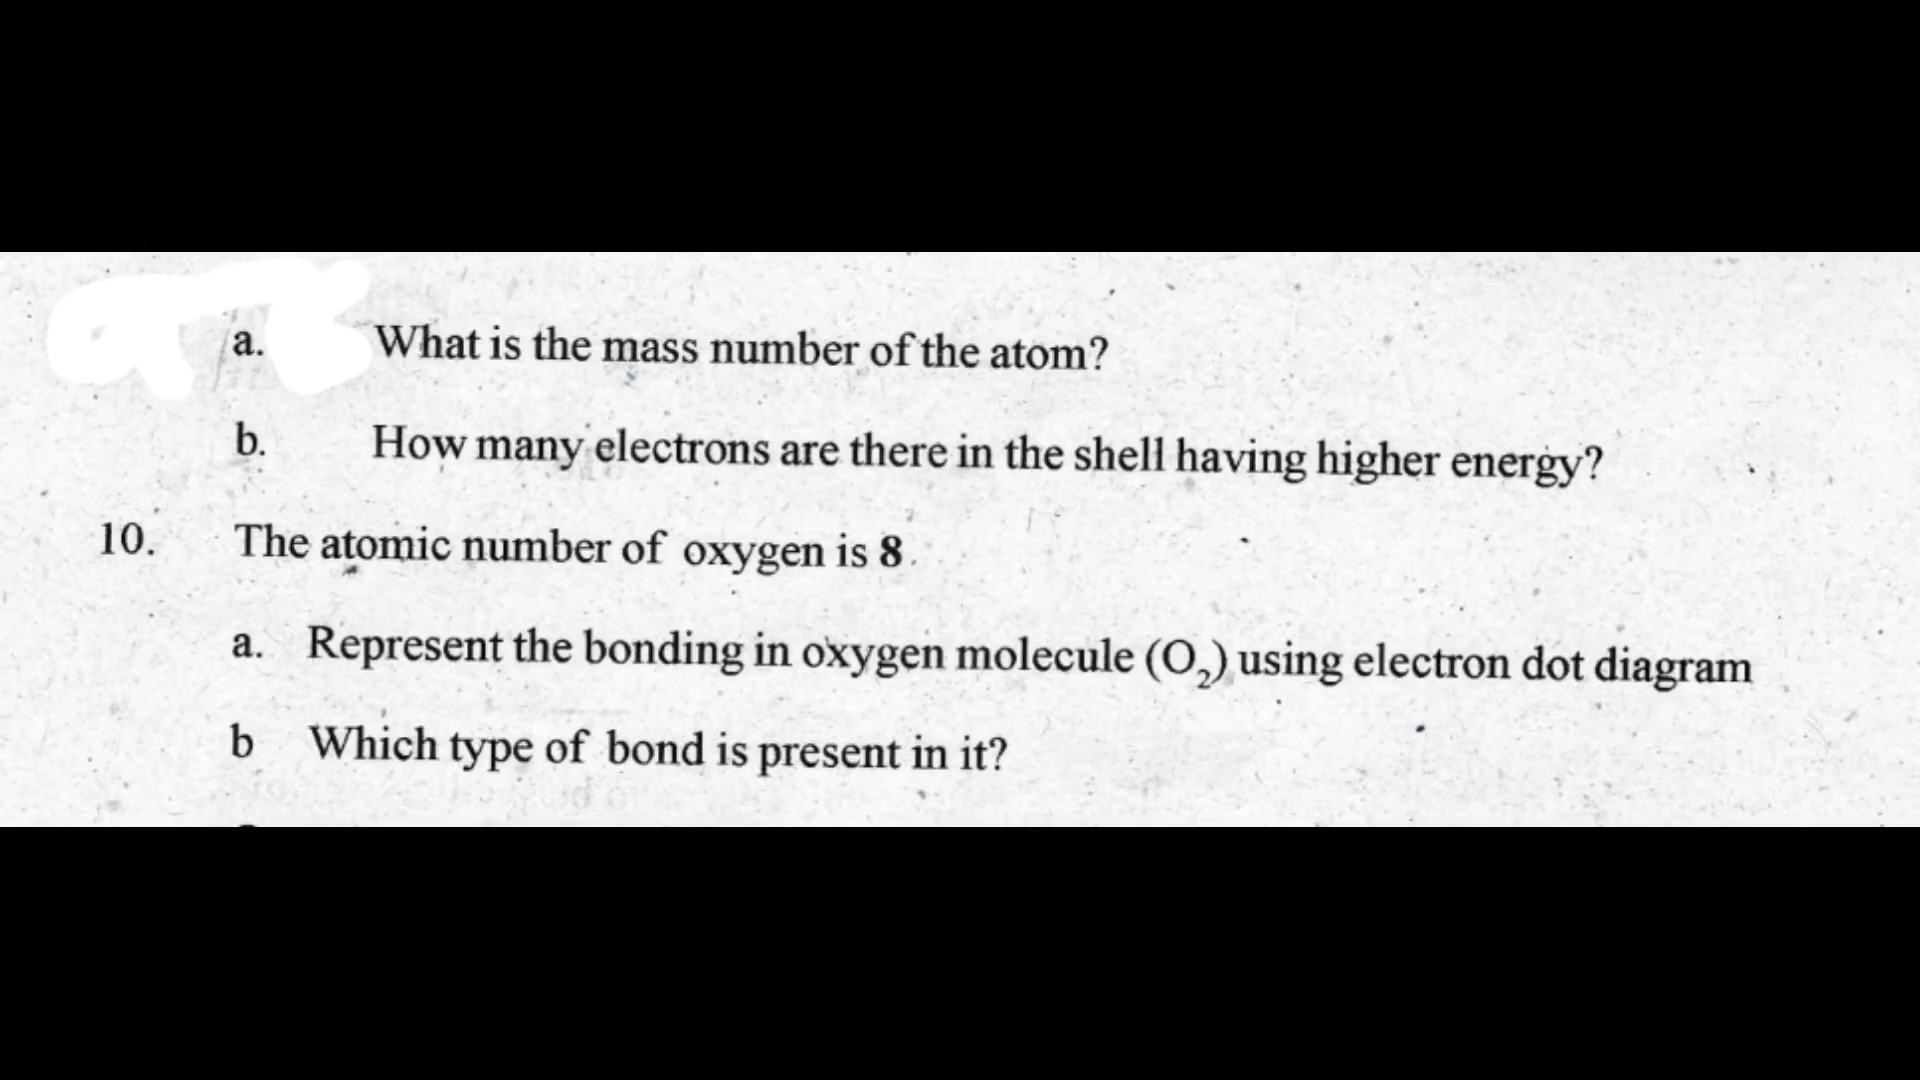 a. What is the mass number of the atom?
b. How many electrons are there in the shell having higher energy?
10. The atomic number of oxygen is 8.
a. Represent the bonding in oxygen molecule (O₂) using electron dot diagram
b Which type of bond is present in it?